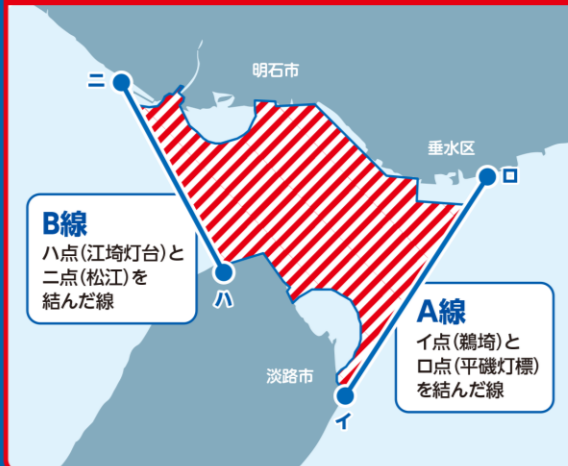 明石市
ニ
垂水区
ロ
B線
ハ点(江埼灯台)と
ニ点(松江)を
結んだ線
ハ
A線
イ点(鵜埼)と
ロ点(平磯灯標)
を結んだ線
淡路市
イ